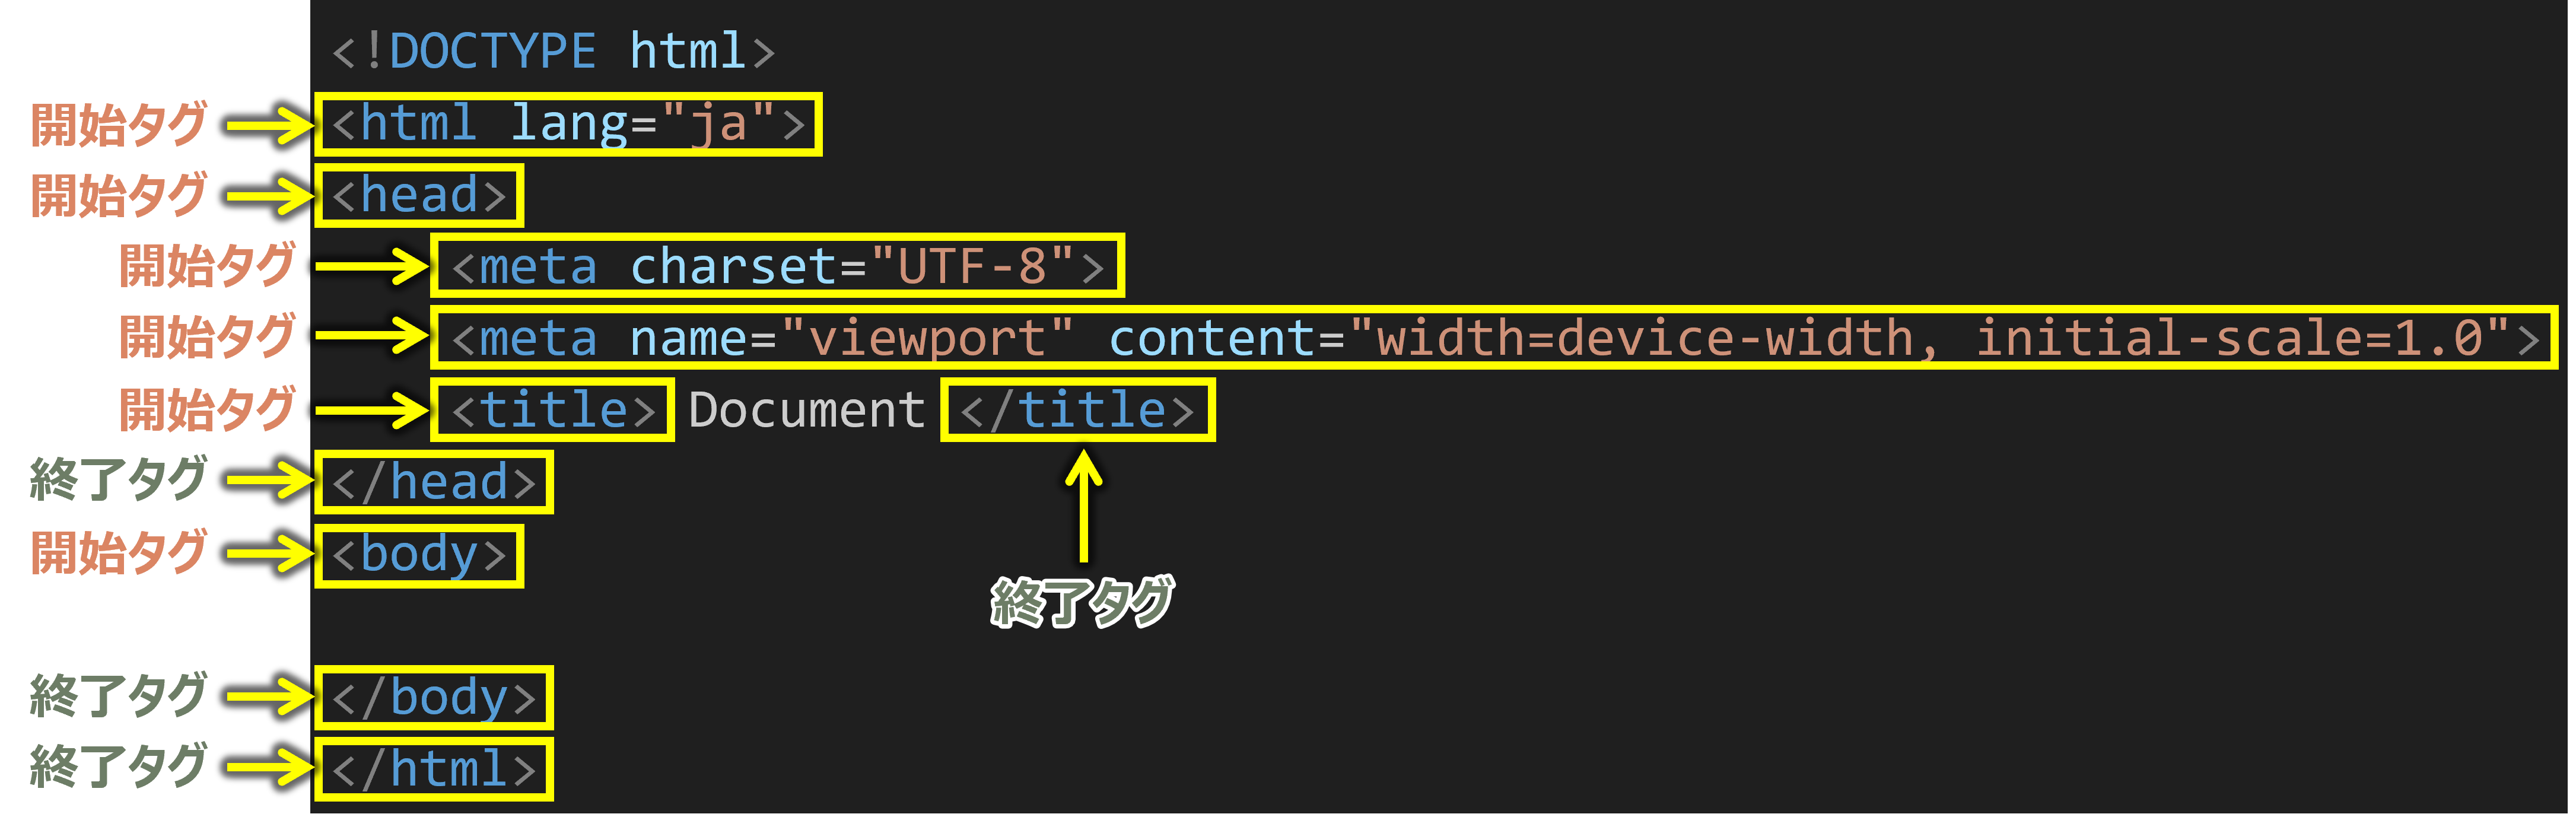 <!DOCTYPE html>
開始タグ <html lang="ja">
開始タグ <head>
開始タグ <meta charset="UTF-8">
開始タグ <meta name="viewport" content="width=device-width, initial-scale=1.0">
開始タグ <title> Document </title>
終了タグ </head>
開始タグ <body>
終了タグ
終了タグ </body>
終了タグ </html>